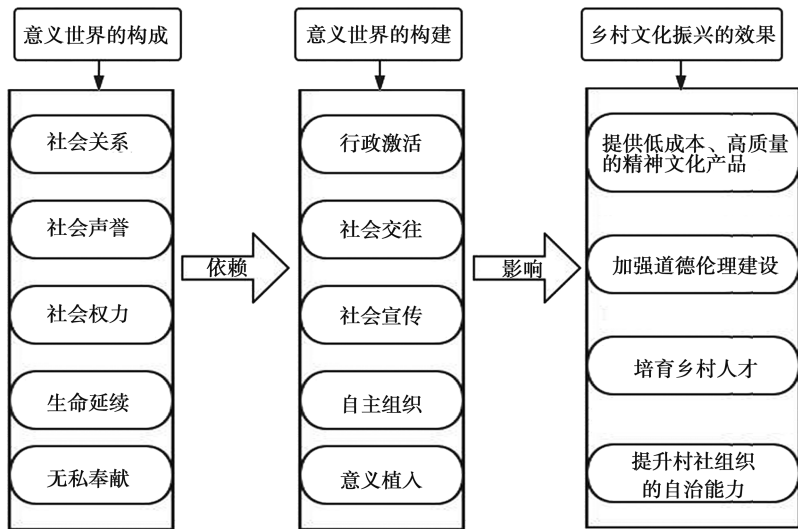 意义世界的构成
社会关系
社会声誉
社会权力
生命延续
无私奉献
依赖
意义世界的构建
行政激活
社会交往
社会宣传
自主组织
意义植入
影响
乡村文化振兴的效果
提供低成本、高质量
的精神文化产品
加强道德伦理建设
培育乡村人才
提升村社组织
的自治能力